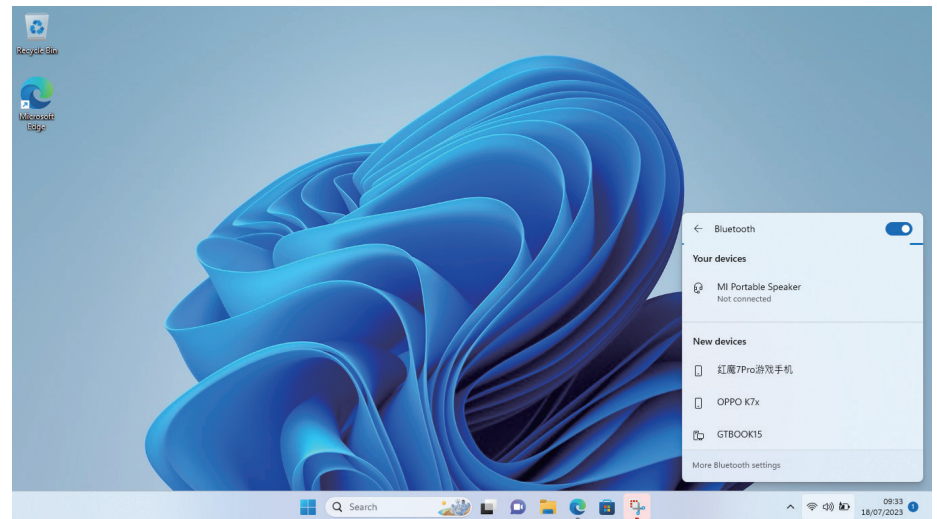 Recycle Bin
Microsoft
Edge
Bluetooth
Your devices
MI Portable Speaker
Not connected
New devices
红魔7Pro游戏手机
OPPO K7x
GTBOOK15
More Bluetooth settings
Search
09:33
18/07/2023
1